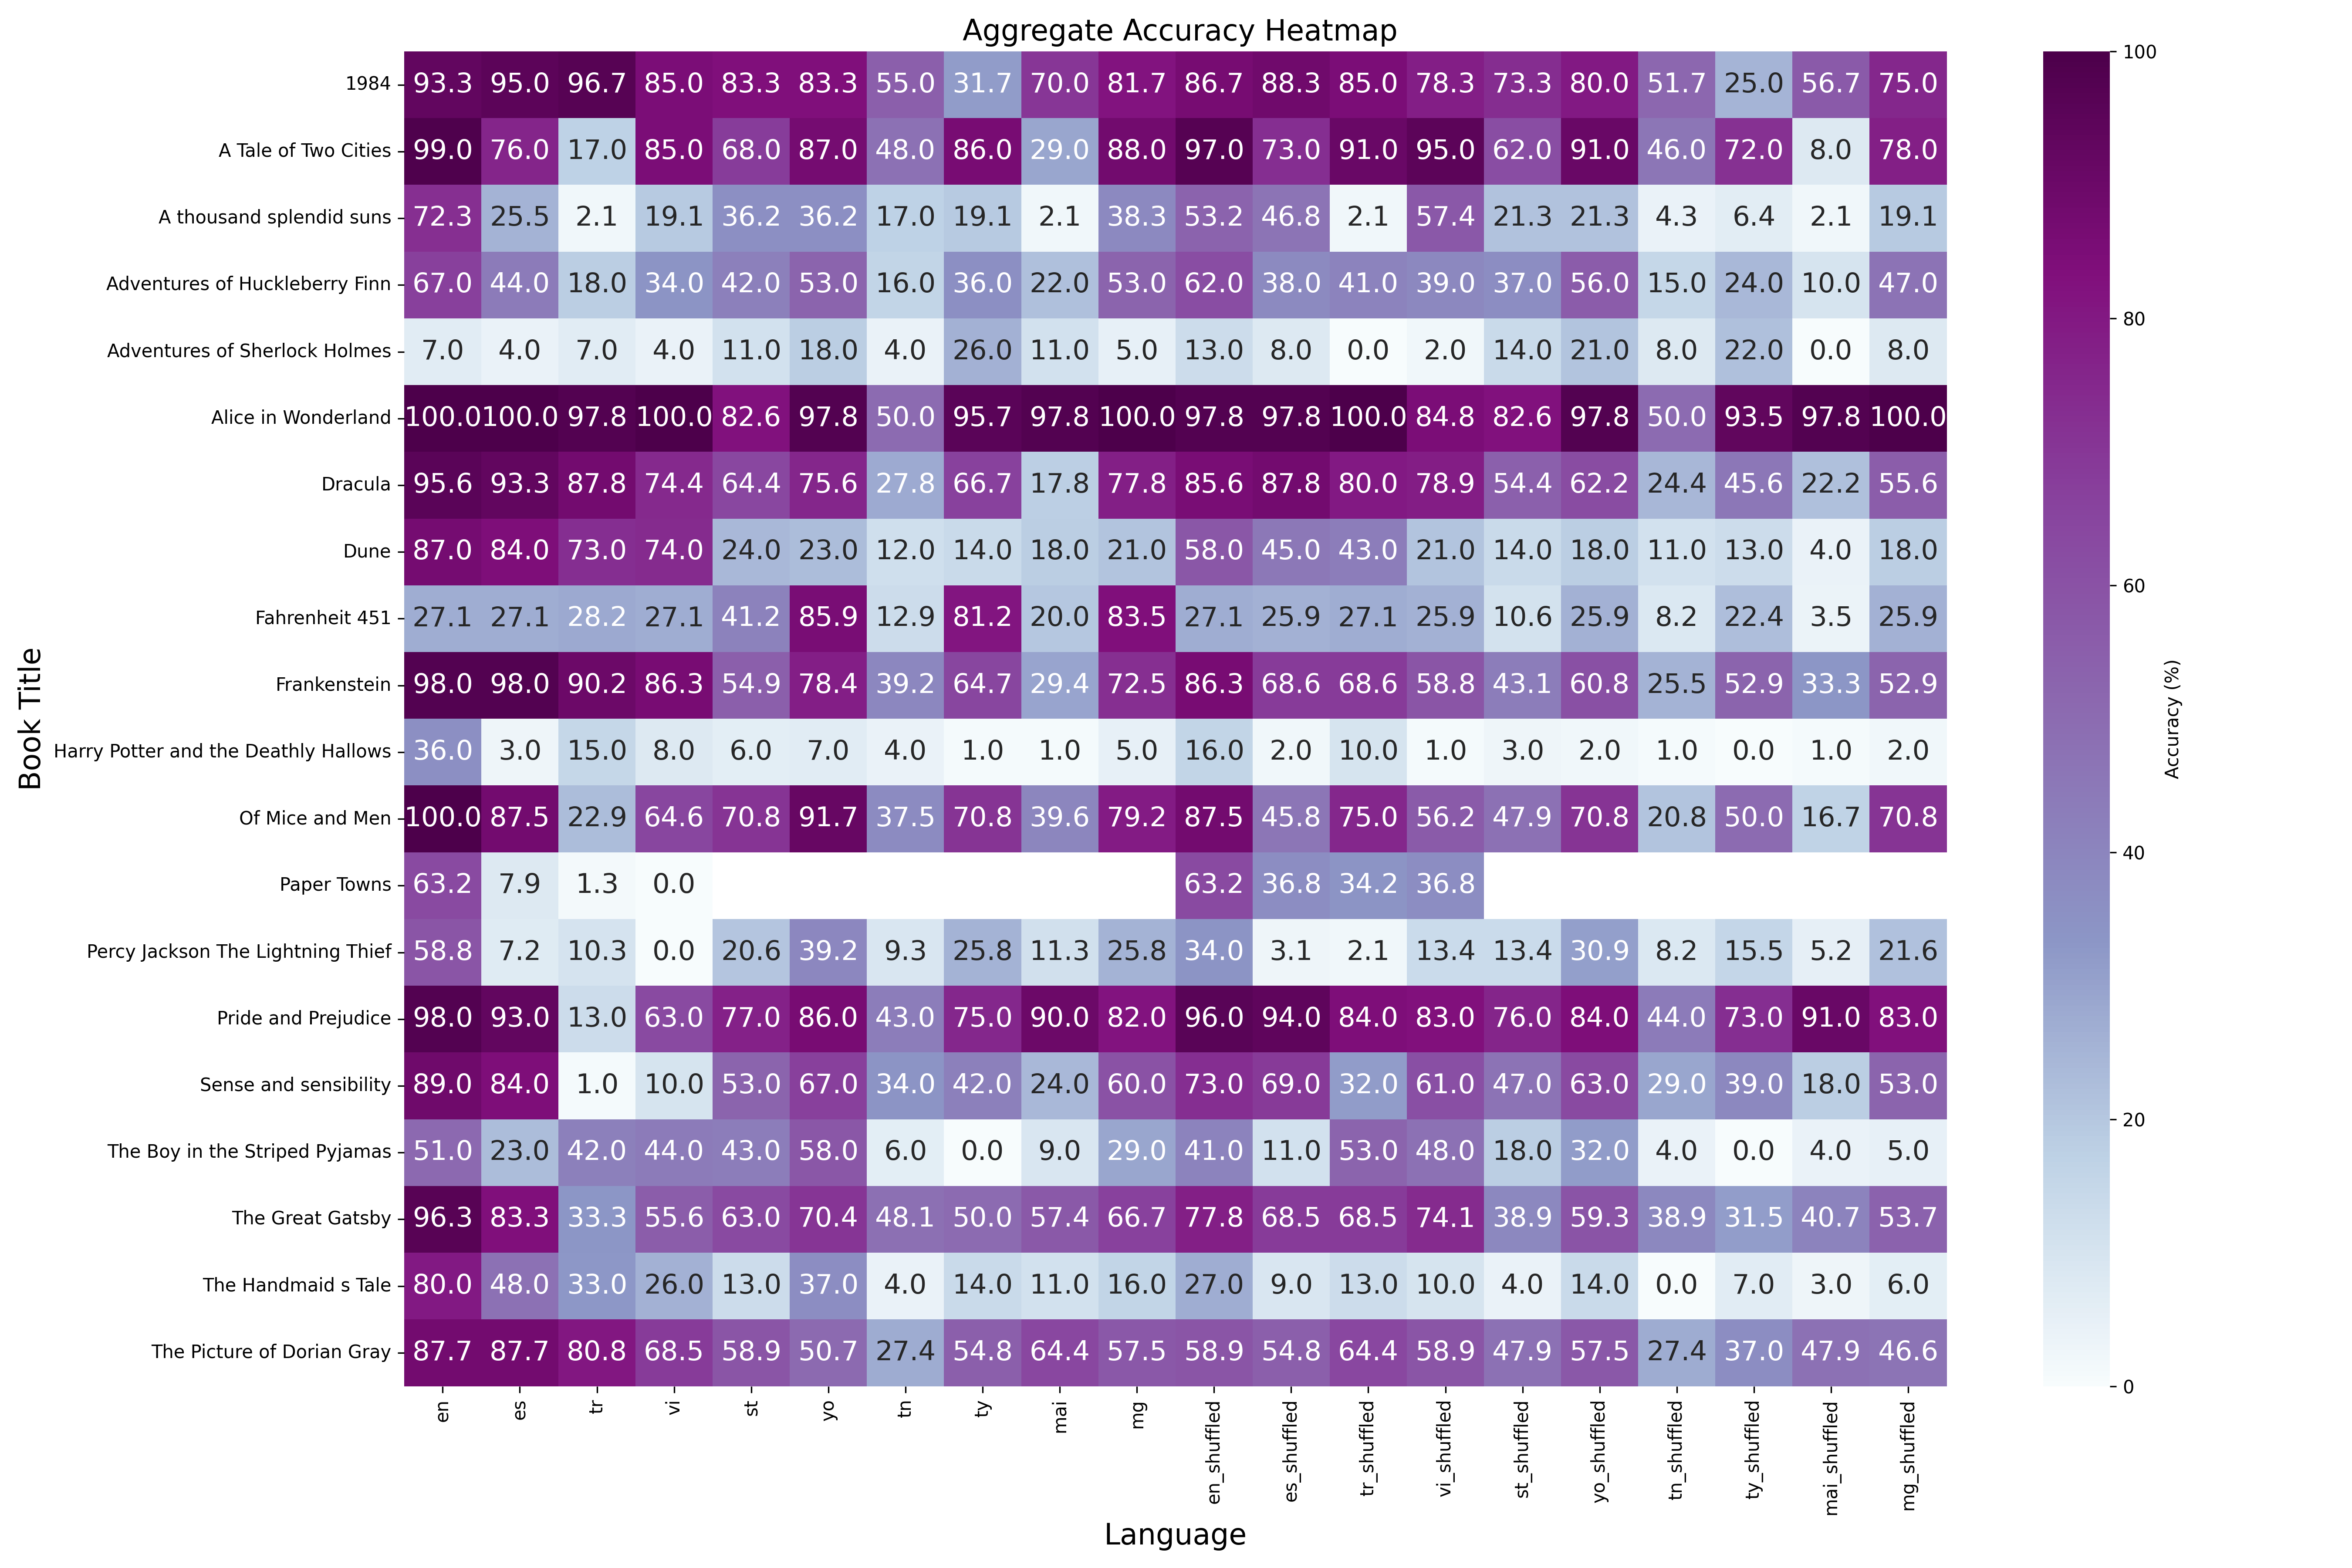 Aggregate Accuracy Heatmap
1984 93.3 95.0 96.7 85.0 83.3 83.3 55.0 31.7 70.0 81.7 86.7 88.3 85.0 78.3 73.3 80.0 51.7 25.0 56.7 75.0
A Tale of Two Cities 99.0 76.0 17.0 85.0 68.0 87.0 48.0 86.0 29.0 88.0 97.0 73.0 91.0 95.0 62.0 91.0 46.0 72.0 8.0 78.0
A thousand splendid suns 72.3 25.5 2.1 19.1 36.2 36.2 17.0 19.1 2.1 38.3 53.2 46.8 2.1 57.4 21.3 21.3 4.3 6.4 2.1 19.1
Adventures of Huckleberry Finn 67.0 44.0 18.0 34.0 42.0 53.0 16.0 36.0 22.0 53.0 62.0 38.0 41.0 39.0 37.0 56.0 15.0 24.0 10.0 47.0
Adventures of Sherlock Holmes 7.0 4.0 7.0 4.0 11.0 18.0 4.0 26.0 11.0 5.0 13.0 8.0 0.0 2.0 14.0 21.0 8.0 22.0 0.0 8.0
Alice in Wonderland 100.0 100.0 97.8 100.0 82.6 97.8 50.0 95.7 97.8 100.0 97.8 97.8 100.0 84.8 82.6 97.8 50.0 93.5 97.8 100.0
Dracula 95.6 93.3 87.8 74.4 64.4 75.6 27.8 66.7 17.8 77.8 85.6 87.8 80.0 78.9 54.4 62.2 24.4 45.6 22.2 55.6
Dune 87.0 84.0 73.0 74.0 24.0 23.0 12.0 14.0 18.0 21.0 58.0 45.0 43.0 21.0 14.0 18.0 11.0 13.0 4.0 18.0
Fahrenheit 451 27.1 27.1 28.2 27.1 41.2 85.9 12.9 81.2 20.0 83.5 27.1 25.9 27.1 25.9 10.6 25.9 8.2 22.4 3.5 25.9
Frankenstein 98.0 98.0 90.2 86.3 54.9 78.4 39.2 64.7 29.4 72.5 86.3 68.6 68.6 58.8 43.1 60.8 25.5 52.9 33.3 52.9
Harry Potter and the Deathly Hallows 36.0 3.0 15.0 8.0 6.0 7.0 4.0 1.0 1.0 5.0 16.0 2.0 10.0 1.0 3.0 2.0 1.0 0.0 1.0 2.0
Of Mice and Men 100.0 87.5 22.9 64.6 70.8 91.7 37.5 70.8 39.6 79.2 87.5 45.8 75.0 56.2 47.9 70.8 20.8 50.0 16.7 70.8
Paper Towns 63.2 7.9 1.3 0.0 63.2 36.8 34.2 36.8
Percy Jackson The Lightning Thief 58.8 7.2 10.3 0.0 20.6 39.2 9.3 25.8 11.3 25.8 34.0 3.1 2.1 13.4 13.4 30.9 8.2 15.5 5.2 21.6
Pride and Prejudice 98.0 93.0 13.0 63.0 77.0 86.0 43.0 75.0 90.0 82.0 96.0 94.0 84.0 83.0 76.0 84.0 44.0 73.0 91.0 83.0
Sense and sensibility 89.0 84.0 1.0 10.0 53.0 67.0 34.0 42.0 24.0 60.0 73.0 69.0 32.0 61.0 47.0 63.0 29.0 39.0 18.0 53.0
The Boy in the Striped Pyjamas 51.0 23.0 42.0 44.0 43.0 58.0 6.0 0.0 9.0 29.0 41.0 11.0 53.0 48.0 18.0 32.0 4.0 0.0 4.0 5.0
The Great Gatsby 96.3 83.3 33.3 55.6 63.0 70.4 48.1 50.0 57.4 66.7 77.8 68.5 68.5 74.1 38.9 59.3 38.9 31.5 40.7 53.7
The Handmaid s Tale 80.0 48.0 33.0 26.0 13.0 37.0 4.0 14.0 11.0 16.0 27.0 9.0 13.0 10.0 4.0 14.0 0.0 7.0 3.0 6.0
The Picture of Dorian Gray 87.7 87.7 80.8 68.5 58.9 50.7 27.4 54.8 64.4 57.5 58.9 54.8 64.4 58.9 47.9 57.5 27.4 37.0 47.9 46.6
en es tr vi st yo tn ty mai mg en_shuffled es_shuffled tr_shuffled vi_shuffled st_shuffled yo_shuffled tn_shuffled ty_shuffled mai_shuffled mg_shuffled
Language
Book Title
100
80
60
40
20
0
Accuracy (%)